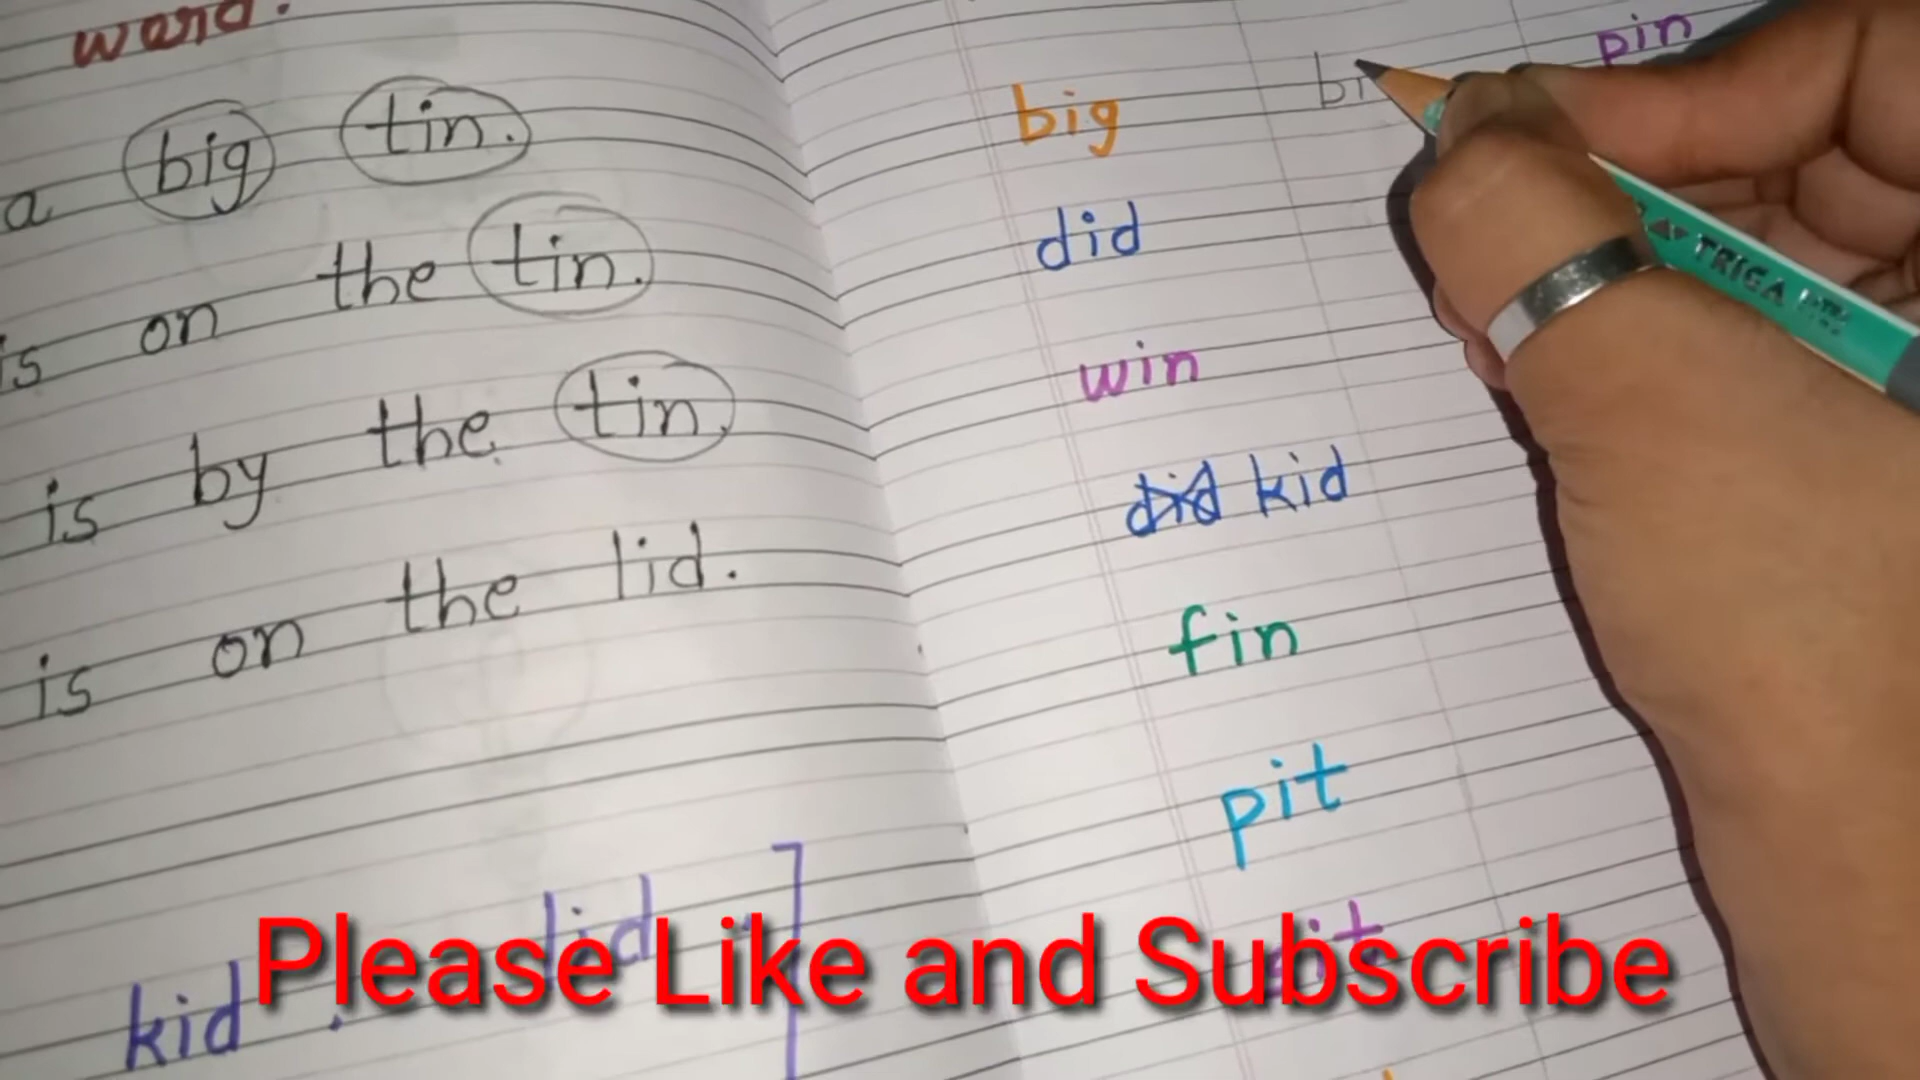 word.
a big tin.
is on the tin.
is by the tin.
is on the lid.
kid . lid ]
big
pin
did
win
did kid
fin
pit
TRIGA
Please Like and Subscribe